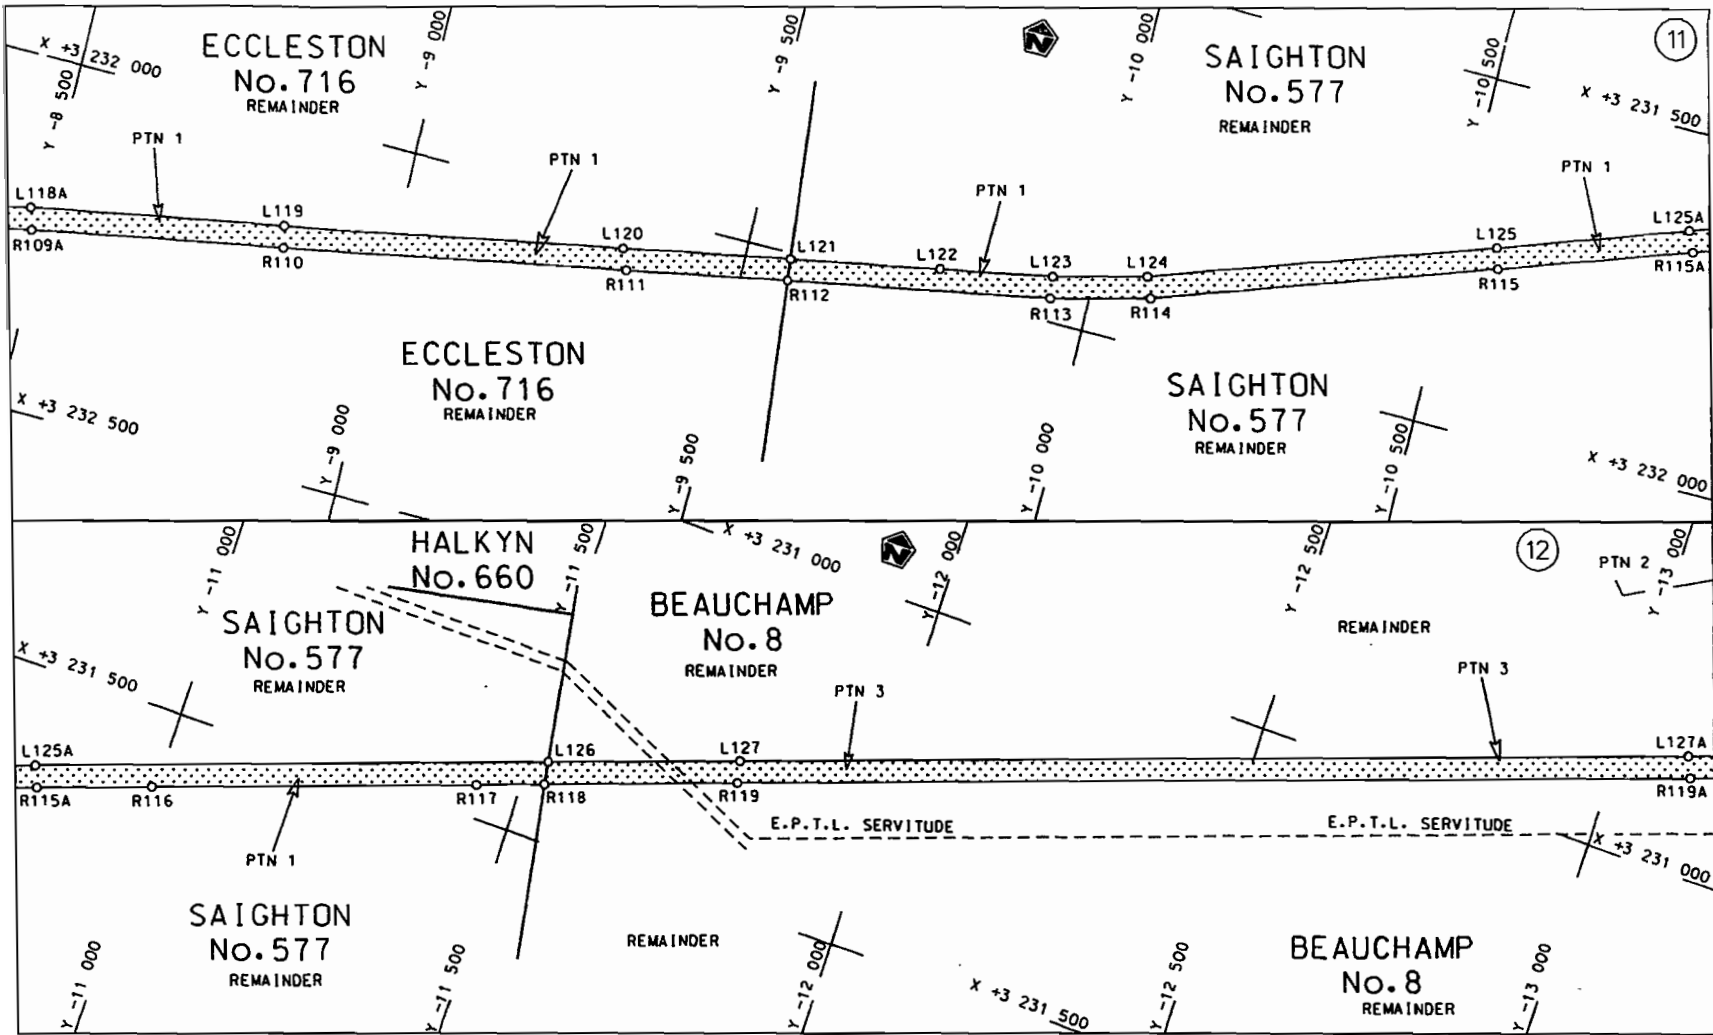 X +3 232 000
Y -8 500
ECCLESTON
No.716
REMAINDER
Y -9 000
Y -9 500
N
Y -10 000
SAIGHTON
No.577
REMAINDER
Y -10 500
X +3 231 500
11
PTN 1
PTN 1
PTN 1
PTN 1
L118A
L119
L120
L121
L122
L123
L124
L125
L125A
R109A
R110
R111
R112
R113
R114
R115
R115A
ECCLESTON
No.716
REMAINDER
SAIGHTON
No.577
REMAINDER
X +3 232 500
Y -9 000
Y -9 500
Y -10 000
Y -10 500
X +3 232 000
Y -11 000
HALKYN
No.660
Y -11 500
X +3 231 000
N
Y -12 000
Y -12 500
12
PTN 2
Y -13 000
SAIGHTON
No.577
REMAINDER
BEAUCHAMP
No.8
REMAINDER
REMAINDER
X +3 231 500
PTN 3
PTN 3
L125A
L126
L127
L127A
R115A
R116
R117
R118
R119
R119A
E.P.T.L. SERVITUDE
E.P.T.L. SERVITUDE
PTN 1
X +3 231 000
SAIGHTON
No.577
REMAINDER
REMAINDER
BEAUCHAMP
No.8
REMAINDER
Y -11 000
Y -11 500
Y -12 000
X +3 231 500
Y -12 500
Y -13 000